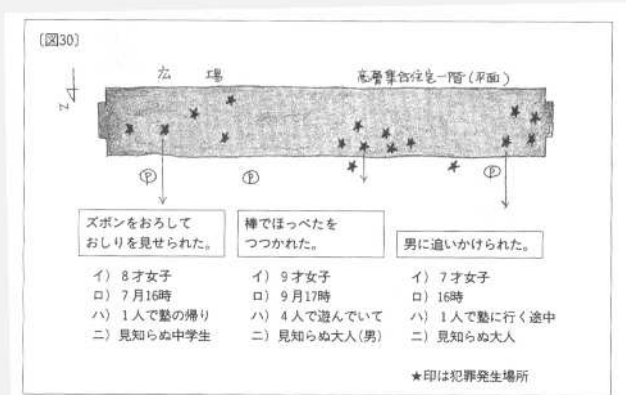 〔図30〕
広場
高層集合住宅一階(平面)
N
P
P
P
ズボンをおろして
おしりを見せられた。
イ) 8才女子
ロ) 7月16時
ハ) 1人で塾の帰り
ニ) 見知らぬ中学生
棒でほっぺたを
つつかれた。
イ) 9才女子
ロ) 9月17時
ハ) 4人で遊んでいて
ニ) 見知らぬ大人(男)
男に追いかけられた。
イ) 7才女子
ロ) 16時
ハ) 1人で塾に行く途中
ニ) 見知らぬ大人
★印は犯罪発生場所